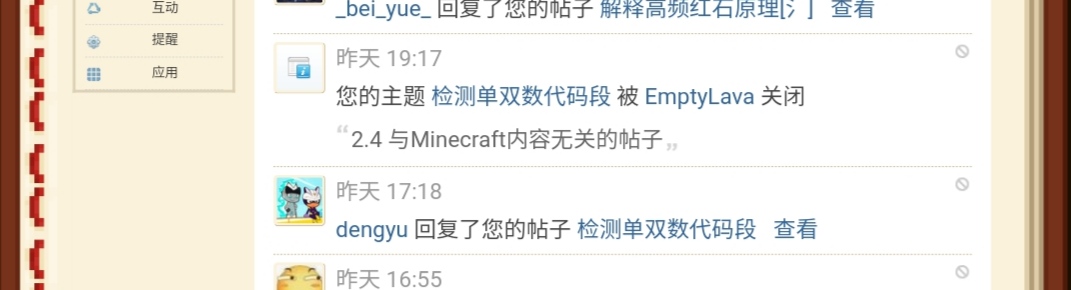 互动
提醒
应用
_bei_yue_ 回复了您的帖子 解释高频红石原理[氵] 查看
昨天 19:17
您的主题 检测单双数代码段 被 EmptyLava 关闭
“2.4 与Minecraft内容无关的帖子”
昨天 17:18
dengyu 回复了您的帖子 检测单双数代码段 查看
昨天 16:55